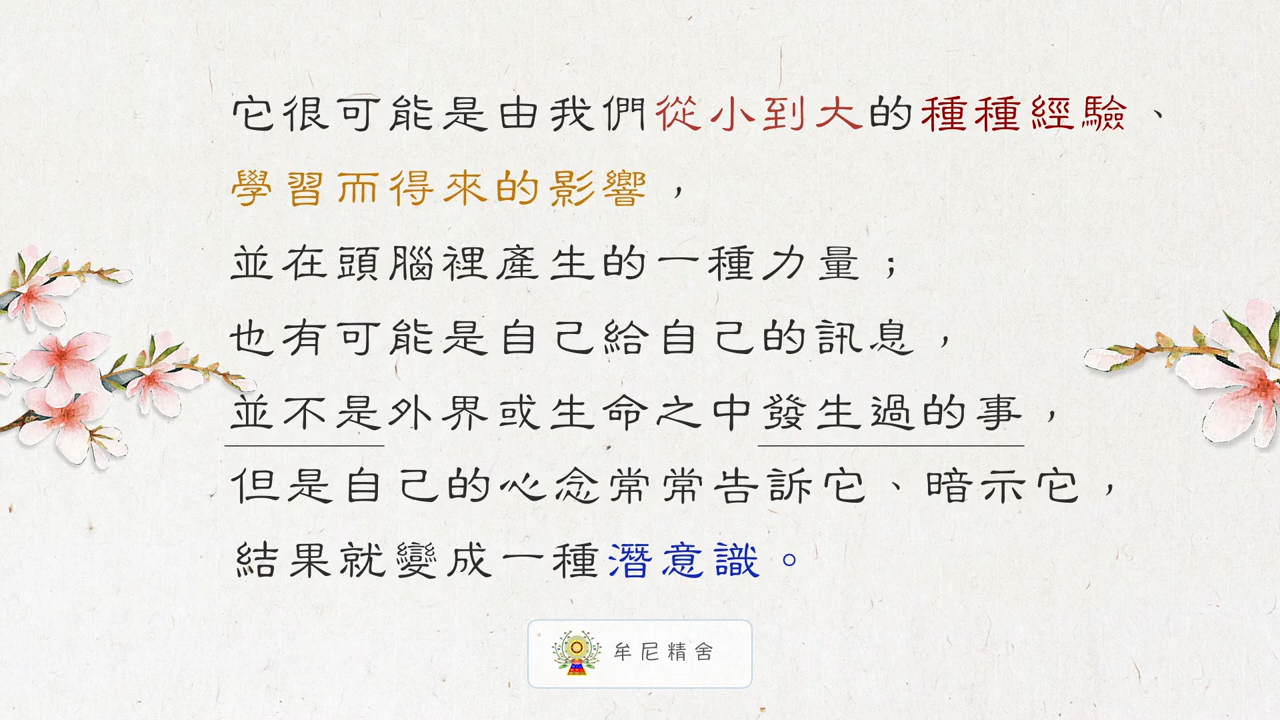 它很可能是由我們從小到大的種種經驗、
學習而得來的影響，
並在頭腦裡產生的一種力量；
也有可能是自己給自己的訊息，
並不是外界或生命之中發生過的事，
但是自己的心念常常告訴它、暗示它，
結果就變成一種潛意識。
牟尼精舍